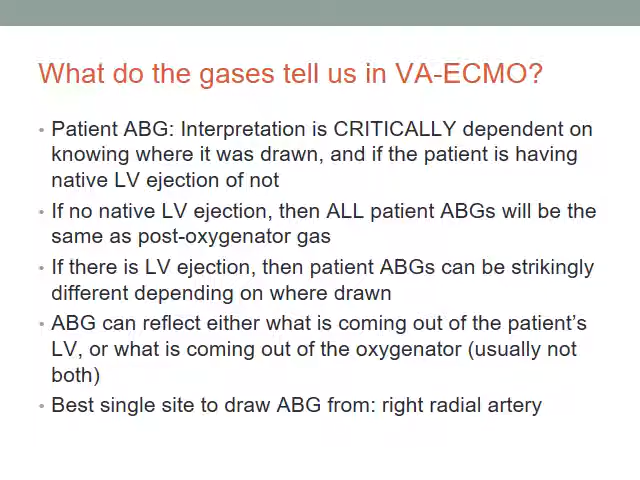 What do the gases tell us in VA-ECMO?
• Patient ABG: Interpretation is CRITICALLY dependent on
knowing where it was drawn, and if the patient is having
native LV ejection of not
• If no native LV ejection, then ALL patient ABGs will be the
same as post-oxygenator gas
• If there is LV ejection, then patient ABGs can be strikingly
different depending on where drawn
• ABG can reflect either what is coming out of the patient’s
LV, or what is coming out of the oxygenator (usually not
both)
• Best single site to draw ABG from: right radial artery